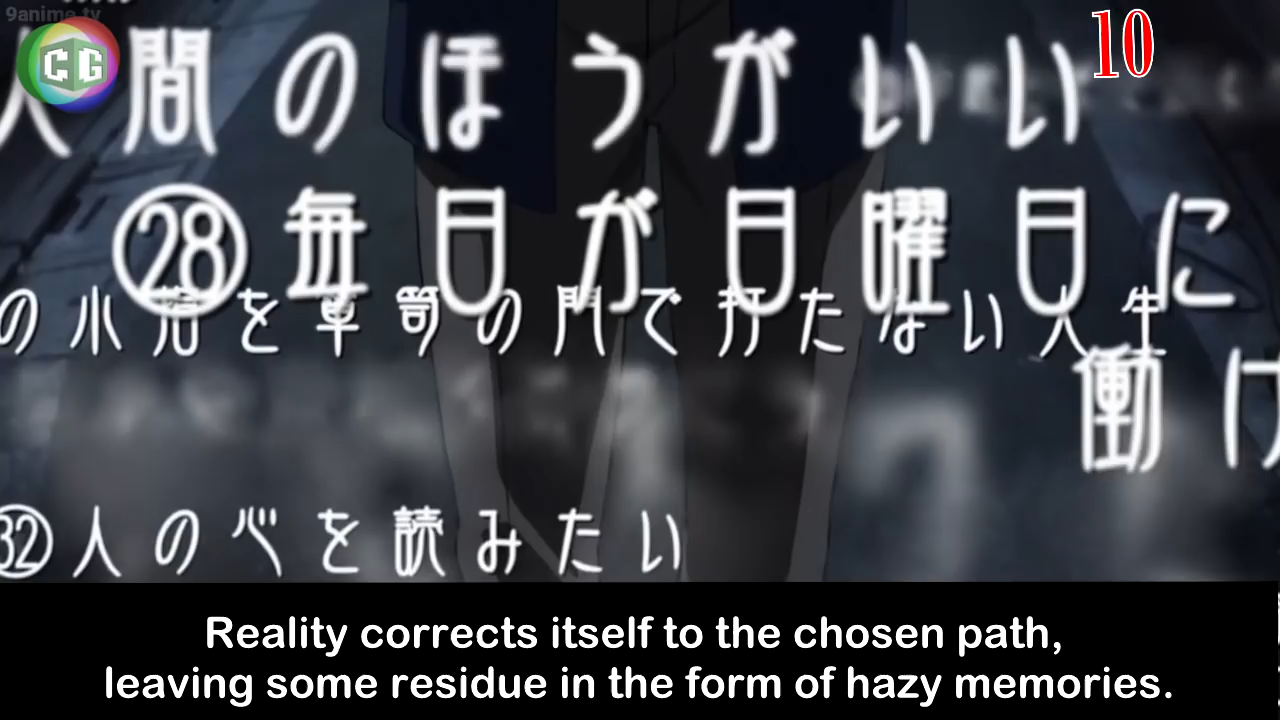 9anime.tv
CG
10
人間のほうがいい
㉘毎日が日曜日に
の小指を箪笥の門で打たない人生
働け
㉜人の心を読みたい
Reality corrects itself to the chosen path,
leaving some residue in the form of hazy memories.